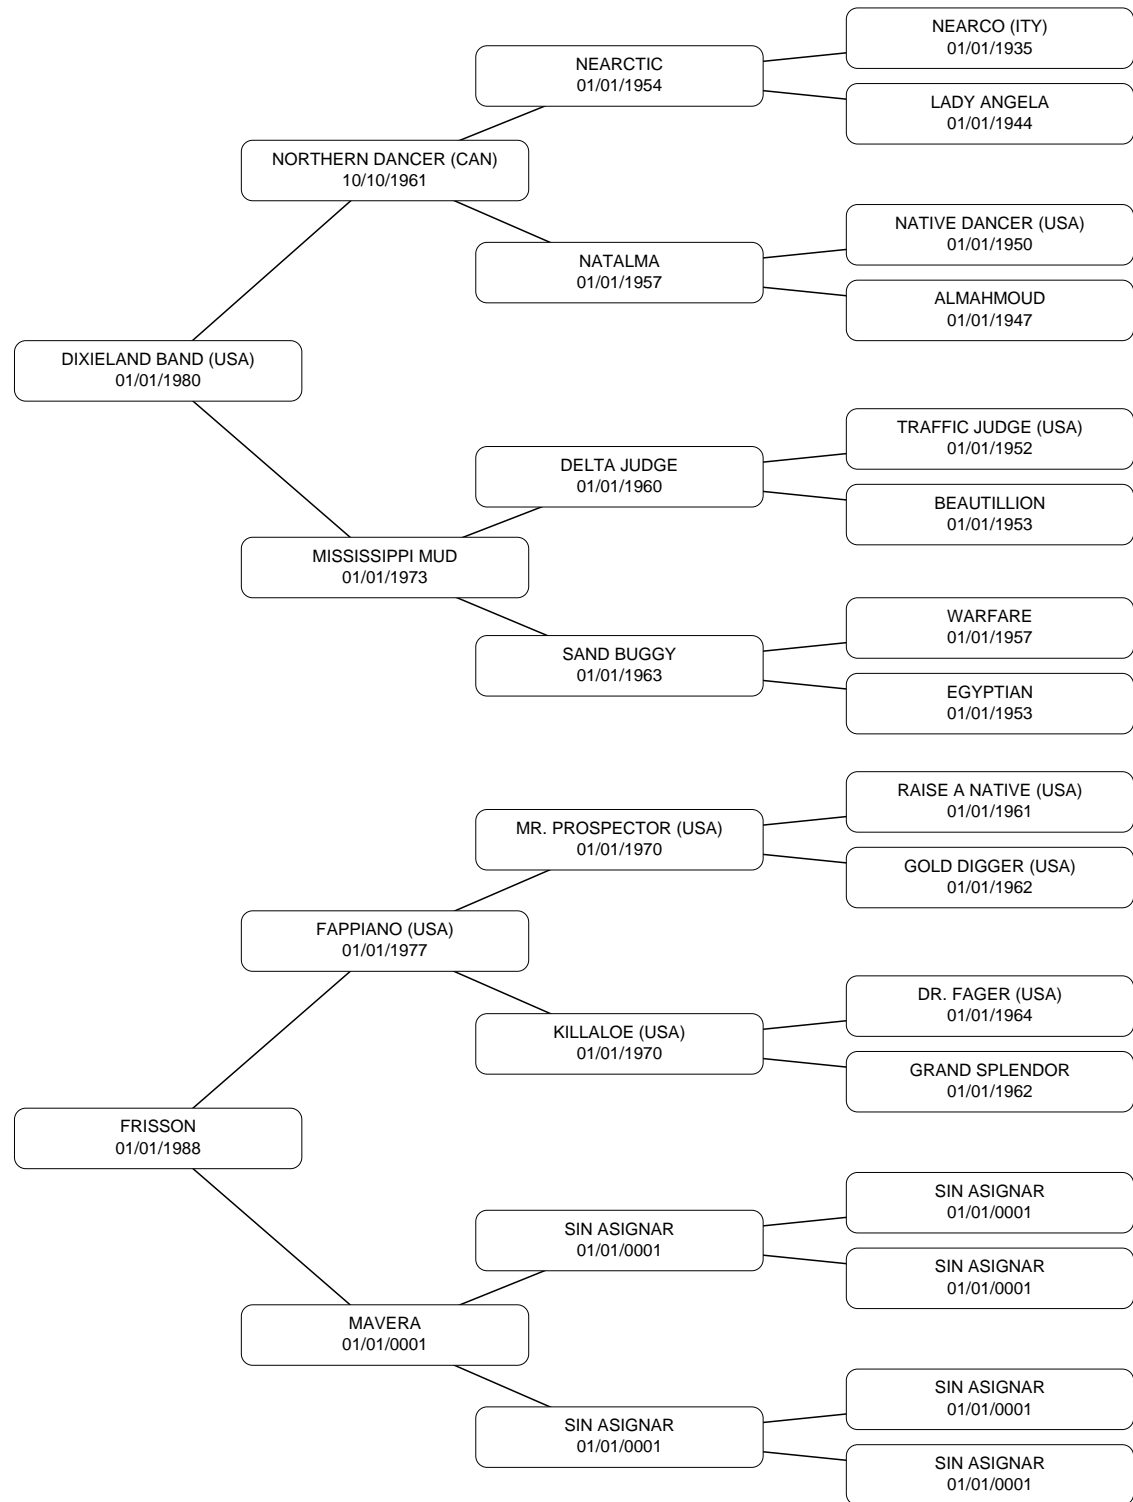 NEARCO (ITY)
01/01/1935
NEARCTIC
01/01/1954
LADY ANGELA
01/01/1944
NORTHERN DANCER (CAN)
10/10/1961
NATIVE DANCER (USA)
01/01/1950
NATALMA
01/01/1957
ALMAHMOUD
01/01/1947
DIXIELAND BAND (USA)
01/01/1980
TRAFFIC JUDGE (USA)
01/01/1952
DELTA JUDGE
01/01/1960
BEAUTILLION
01/01/1953
MISSISSIPPI MUD
01/01/1973
WARFARE
01/01/1957
SAND BUGGY
01/01/1963
EGYPTIAN
01/01/1953
RAISE A NATIVE (USA)
01/01/1961
MR. PROSPECTOR (USA)
01/01/1970
GOLD DIGGER (USA)
01/01/1962
FAPPIANO (USA)
01/01/1977
DR. FAGER (USA)
01/01/1964
KILLALOE (USA)
01/01/1970
GRAND SPLENDOR
01/01/1962
FRISSON
01/01/1988
SIN ASIGNAR
01/01/0001
SIN ASIGNAR
01/01/0001
SIN ASIGNAR
01/01/0001
MAVERA
01/01/0001
SIN ASIGNAR
01/01/0001
SIN ASIGNAR
01/01/0001
SIN ASIGNAR
01/01/0001